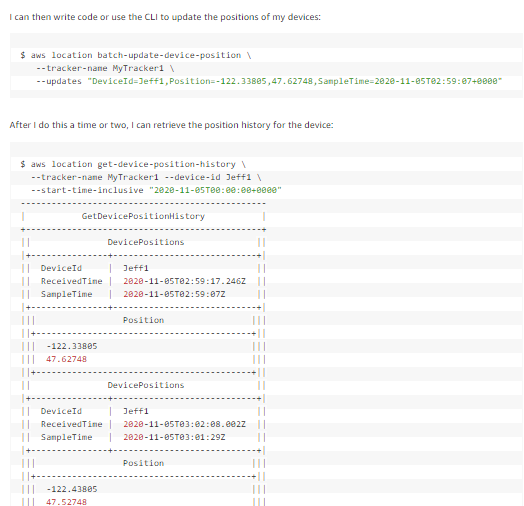 I can then write code or use the CLI to update the positions of my devices:
$ aws location batch-update-device-position \
  --tracker-name MyTracker1 \
  --updates "DeviceId=Jeff1,Position=-122.33805,47.62748,SampleTime=2020-11-05T02:59:07+0000"
After I do this a time or two, I can retrieve the position history for the device:
$ aws location get-device-position-history \
  --tracker-name MyTracker1 --device-id Jeff1 \
  --start-time-inclusive "2020-11-05T00:00:00+0000"
------------------------------------------------
|           GetDevicePositionHistory           |
+----------------------------------------------+
||               DevicePositions              ||
|+---------------+----------------------------+|
||  DeviceId     |  Jeff1                     ||
||  ReceivedTime |  2020-11-05T02:59:17.246Z  ||
||  SampleTime   |  2020-11-05T02:59:07Z      ||
|+---------------+----------------------------+|
|||                 Position                 |||
||+------------------------------------------+||
|||  -122.33805                              |||
|||  47.62748                                |||
||+------------------------------------------+||
||               DevicePositions              ||
|+---------------+----------------------------+|
||  DeviceId     |  Jeff1                     ||
||  ReceivedTime |  2020-11-05T03:02:08.002Z  ||
||  SampleTime   |  2020-11-05T03:01:29Z      ||
|+---------------+----------------------------+|
|||                 Position                 |||
||+------------------------------------------+||
|||  -122.43805                              |||
|||  47.52748                                |||